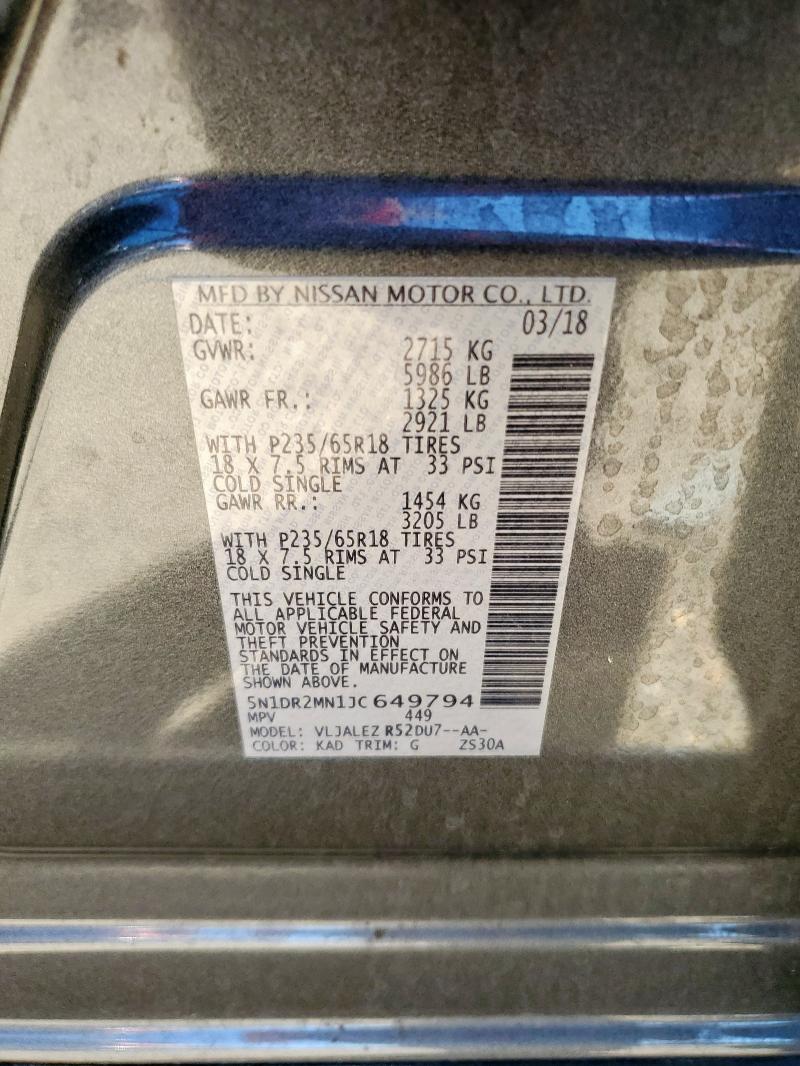 MFD BY NISSAN MOTOR CO., LTD.
DATE: 03/18
GVWR: 2715 KG
5986 LB
GAWR FR.: 1325 KG
2921 LB
WITH P235/65R18 TIRES
18 X 7.5 RIMS AT 33 PSI
COLD SINGLE
GAWR RR.: 1454 KG
3205 LB
WITH P235/65R18 TIRES
18 X 7.5 RIMS AT 33 PSI
COLD SINGLE
THIS VEHICLE CONFORMS TO
ALL APPLICABLE FEDERAL
MOTOR VEHICLE SAFETY AND
THEFT PREVENTION
STANDARDS IN EFFECT ON
THE DATE OF MANUFACTURE
SHOWN ABOVE.
5N1DR2MN1JC649794
MPV 449
MODEL: VLJALEZ R52DU7--AA-
COLOR: KAD TRIM: G ZS30A